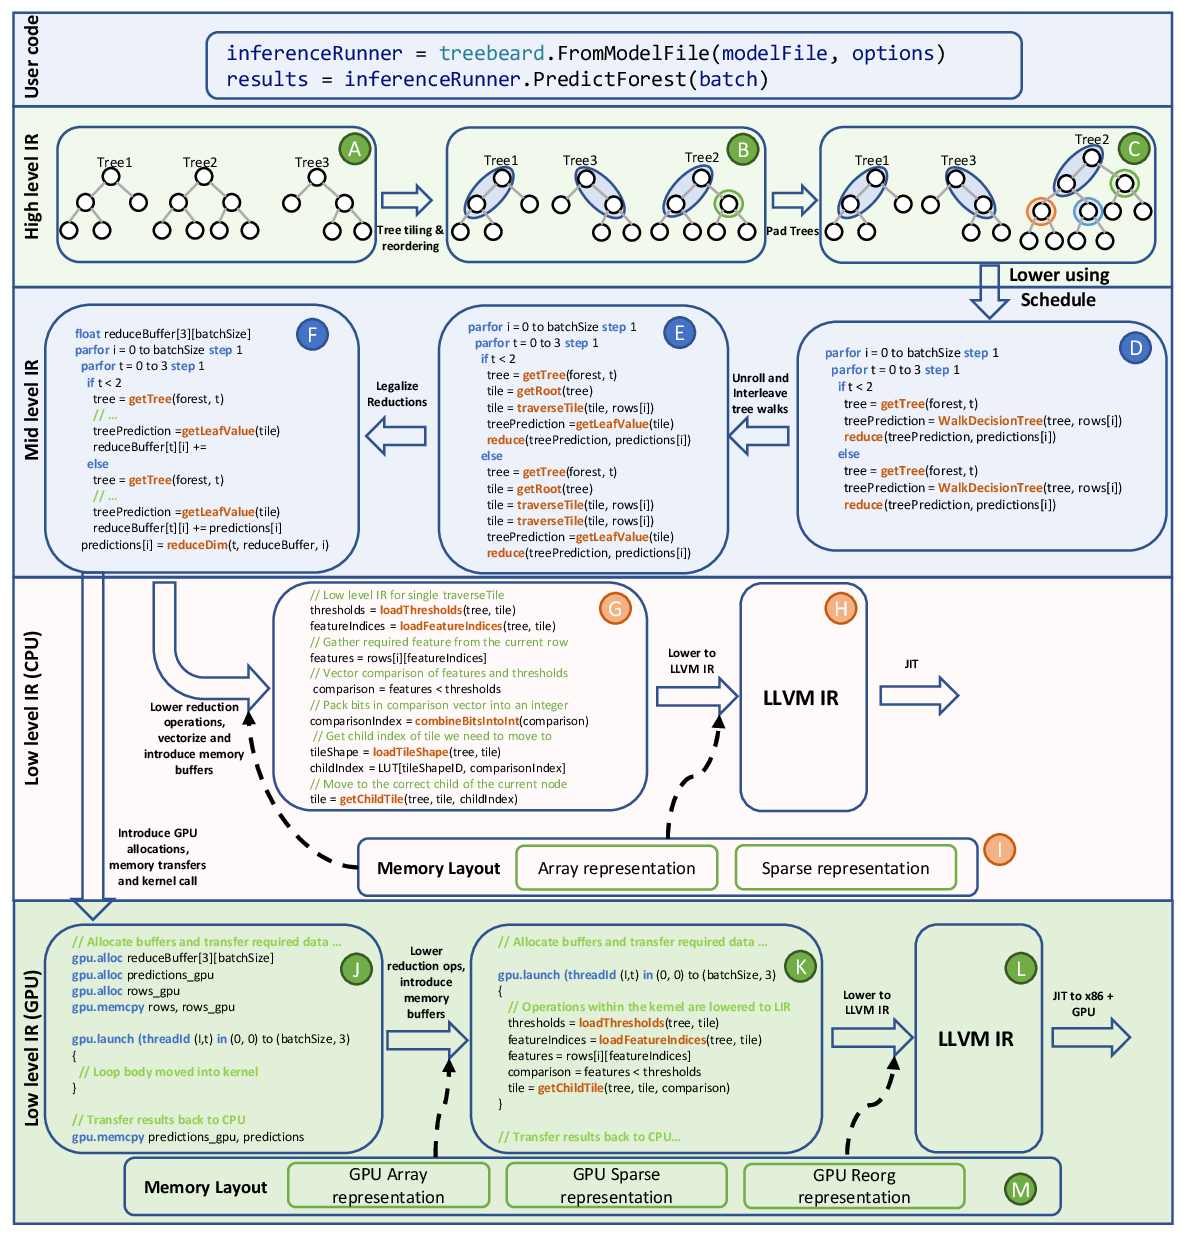 User code
inferenceRunner = treebeard.FromModelFile(modelFile, options)
results = inferenceRunner.PredictForest(batch)
High level IR
A
Tree1
Tree2
Tree3
Tree tiling &
reordering
B
Tree1
Tree3
Tree2
Pad Trees
C
Tree1
Tree3
Tree2
Lower using
Schedule
Mid level IR
F
float reduceBuffer[3][batchSize]
parfor i = 0 to batchSize step 1
parfor t = 0 to 3 step 1
if t < 2
tree = getTree(forest, t)
// ...
treePrediction =getLeafValue(tile)
reduceBuffer[t][i] +=
else
tree = getTree(forest, t)
// ...
treePrediction =getLeafValue(tile)
reduceBuffer[t][i] += predictions[i]
predictions[i] = reduceDim(t, reduceBuffer, i)
Legalize
Reductions
E
parfor i = 0 to batchSize step 1
parfor t = 0 to 3 step 1
if t < 2
tree = getTree(forest, t)
tile = getRoot(tree)
tile = traverseTile(tile, rows[i])
treePrediction =getLeafValue(tile)
reduce(treePrediction, predictions[i])
else
tree = getTree(forest, t)
tile = getRoot(tree)
tile = traverseTile(tile, rows[i])
tile = traverseTile(tile, rows[i])
treePrediction =getLeafValue(tile)
reduce(treePrediction, predictions[i])
Unroll and
Interleave
tree walks
D
parfor i = 0 to batchSize step 1
parfor t = 0 to 3 step 1
if t < 2
tree = getTree(forest, t)
treePrediction = WalkDecisionTree(tree, rows[i])
reduce(treePrediction, predictions[i])
else
tree = getTree(forest, t)
treePrediction = WalkDecisionTree(tree, rows[i])
reduce(treePrediction, predictions[i])
Low level IR (CPU)
Lower reduction
operations,
vectorize and
introduce memory
buffers
G
// Low level IR for single traverseTile
thresholds = loadThresholds(tree, tile)
featureIndices = loadFeatureIndices(tree, tile)
// Gather required feature from the current row
features = rows[i][featureIndices]
// Vector comparison of features and thresholds
comparison = features < thresholds
// Pack bits in comparison vector into an integer
comparisonIndex = combineBitsIntoInt(comparison)
// Get child index of tile we need to move to
tileShape = loadTileShape(tree, tile)
childIndex = LUT[tileShapeID, comparisonIndex]
// Move to the correct child of the current node
tile = getChildTile(tree, tile, childIndex)
Lower to
LLVM IR
H
LLVM IR
JIT
Introduce GPU
allocations,
memory transfers
and kernel call
I
Memory Layout
Array representation
Sparse representation
Low level IR (GPU)
J
// Allocate buffers and transfer required data ...
gpu.alloc reduceBuffer[3][batchSize]
gpu.alloc predictions_gpu
gpu.alloc rows_gpu
gpu.memcpy rows, rows_gpu
gpu.launch (threadId (I,t) in (0, 0) to (batchSize, 3)
{
// Loop body moved into kernel
}
// Transfer results back to CPU
gpu.memcpy predictions_gpu, predictions
Lower
reduction ops,
introduce
memory
buffers
K
// Allocate buffers and transfer required data ...
gpu.launch (threadId (I,t) in (0, 0) to (batchSize, 3)
{
// Operations within the kernel are lowered to LIR
thresholds = loadThresholds(tree, tile)
featureIndices = loadFeatureIndices(tree, tile)
features = rows[i][featureIndices]
comparison = features < thresholds
tile = getChildTile(tree, tile, comparison)
}
// Transfer results back to CPU...
Lower to
LLVM IR
L
LLVM IR
JIT to x86 +
GPU
Memory Layout
GPU Array
representation
GPU Sparse
representation
GPU Reorg
representation
M